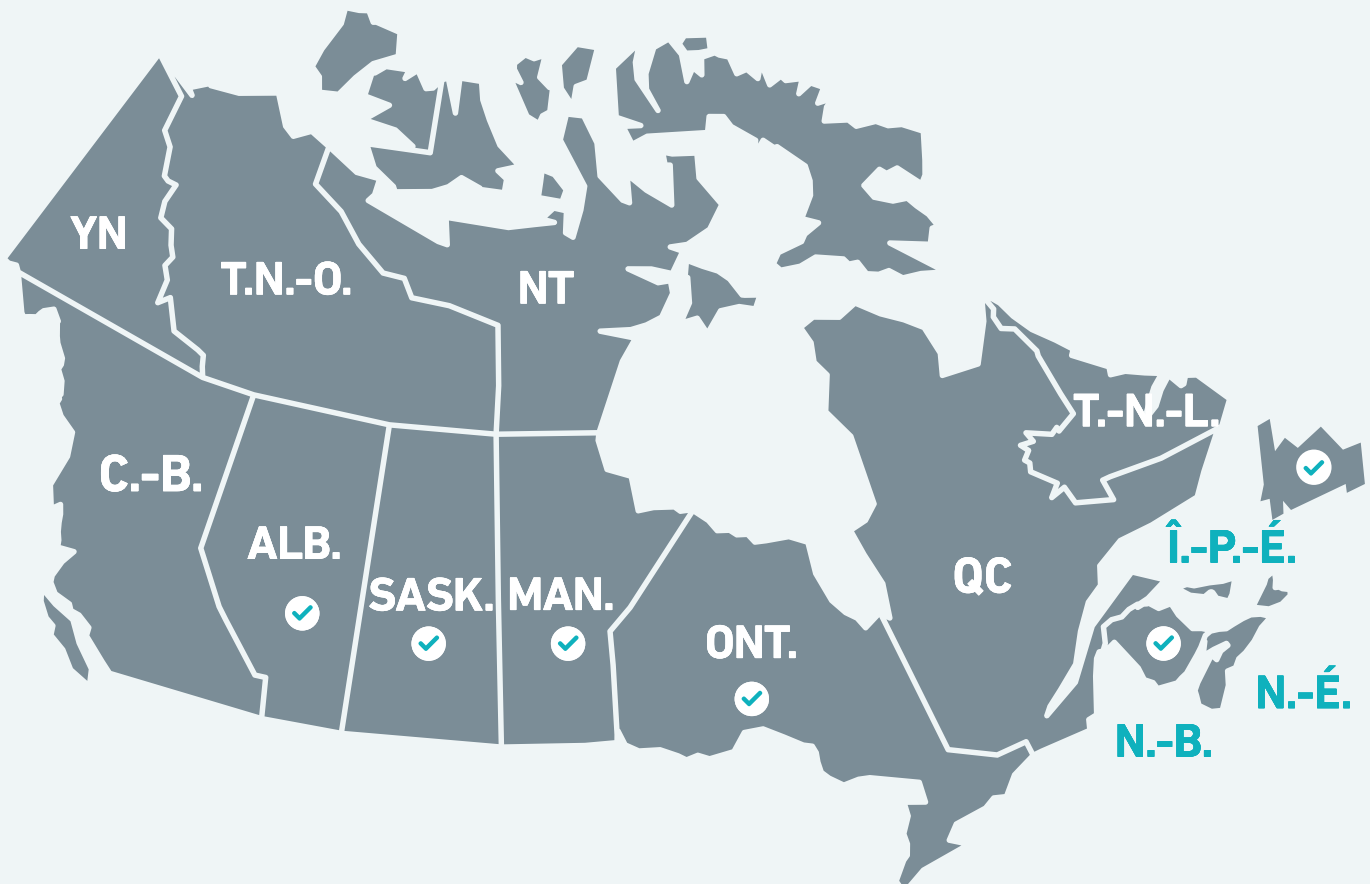 YN
T.N.-O.
NT
T.-N.-L.
C.-B.
ALB.
SASK.
MAN.
ONT.
QC
Î.-P.-É.
N.-É.
N.-B.